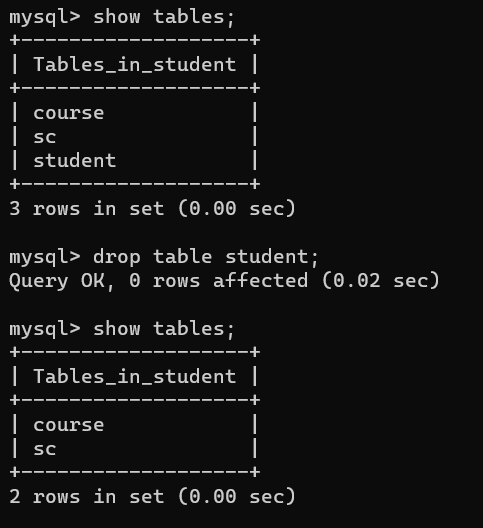 mysql> show tables;
+-------------------+
| Tables_in_student |
+-------------------+
| course            |
| sc                |
| student           |
+-------------------+
3 rows in set (0.00 sec)

mysql> drop table student;
Query OK, 0 rows affected (0.02 sec)

mysql> show tables;
+-------------------+
| Tables_in_student |
+-------------------+
| course            |
| sc                |
+-------------------+
2 rows in set (0.00 sec)